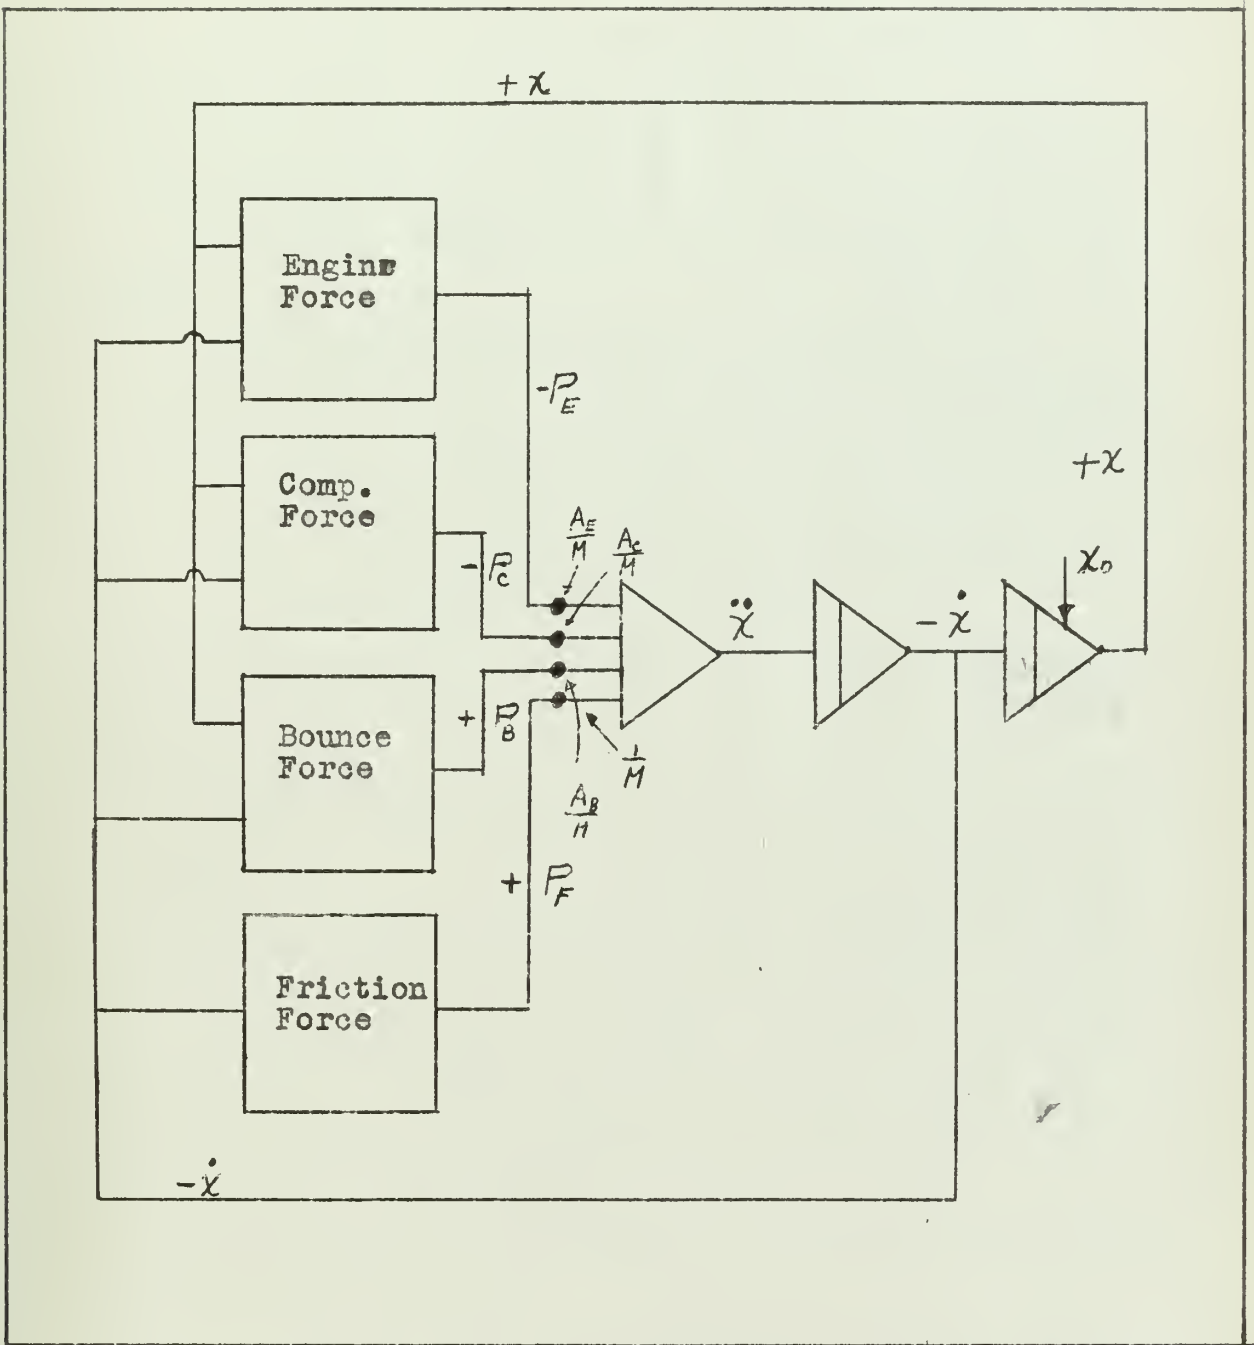 + x
Engine
Force
-P_E
+x
Comp.
Force
- P_C
A_E/M
A_C/M
x_0
ẍ
- ẋ
Bounce
Force
+ P_B
1/M
A_B/M
+ P_F
Friction
Force
-ẋ